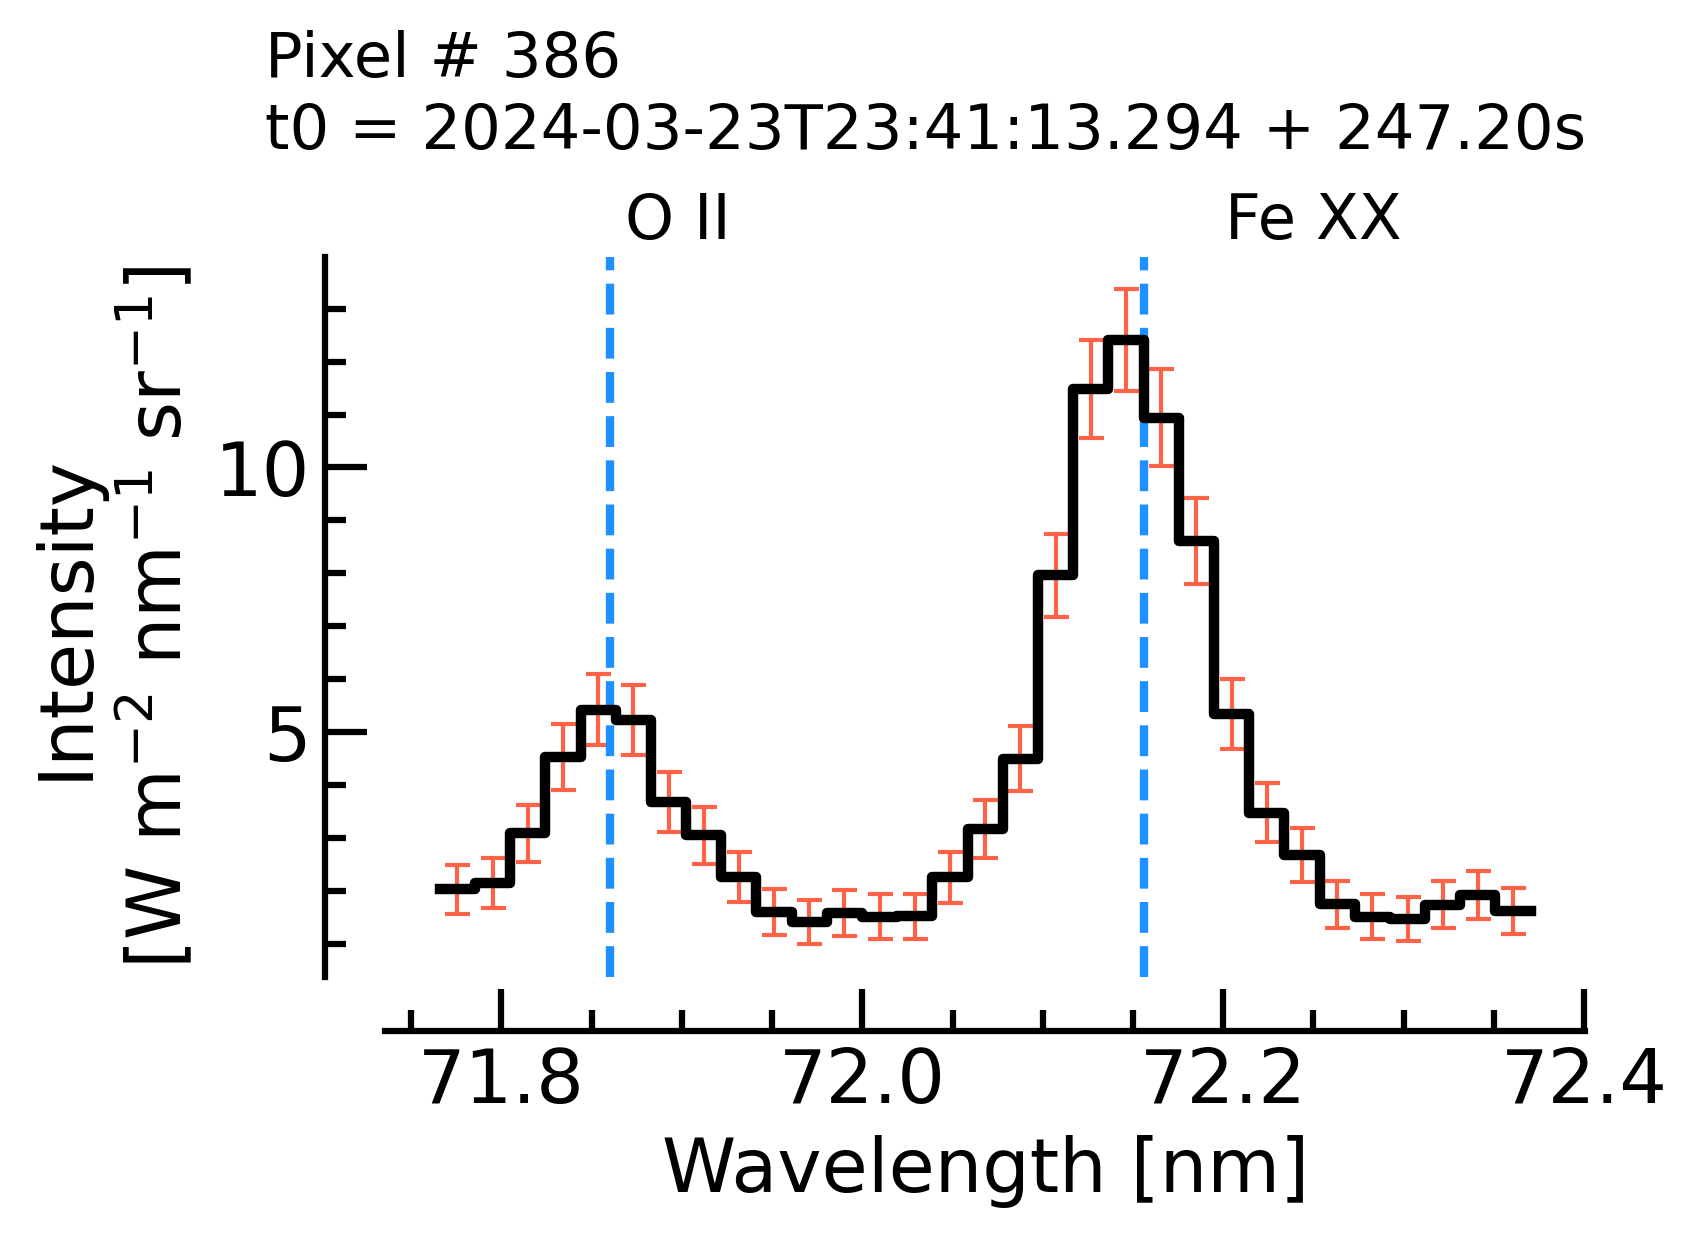 Pixel # 386
t0 = 2024-03-23T23:41:13.294 + 247.20s
O II
Fe XX
Intensity
[W m⁻² nm⁻¹ sr⁻¹]
10
5
71.8
72.0
72.2
72.4
Wavelength [nm]